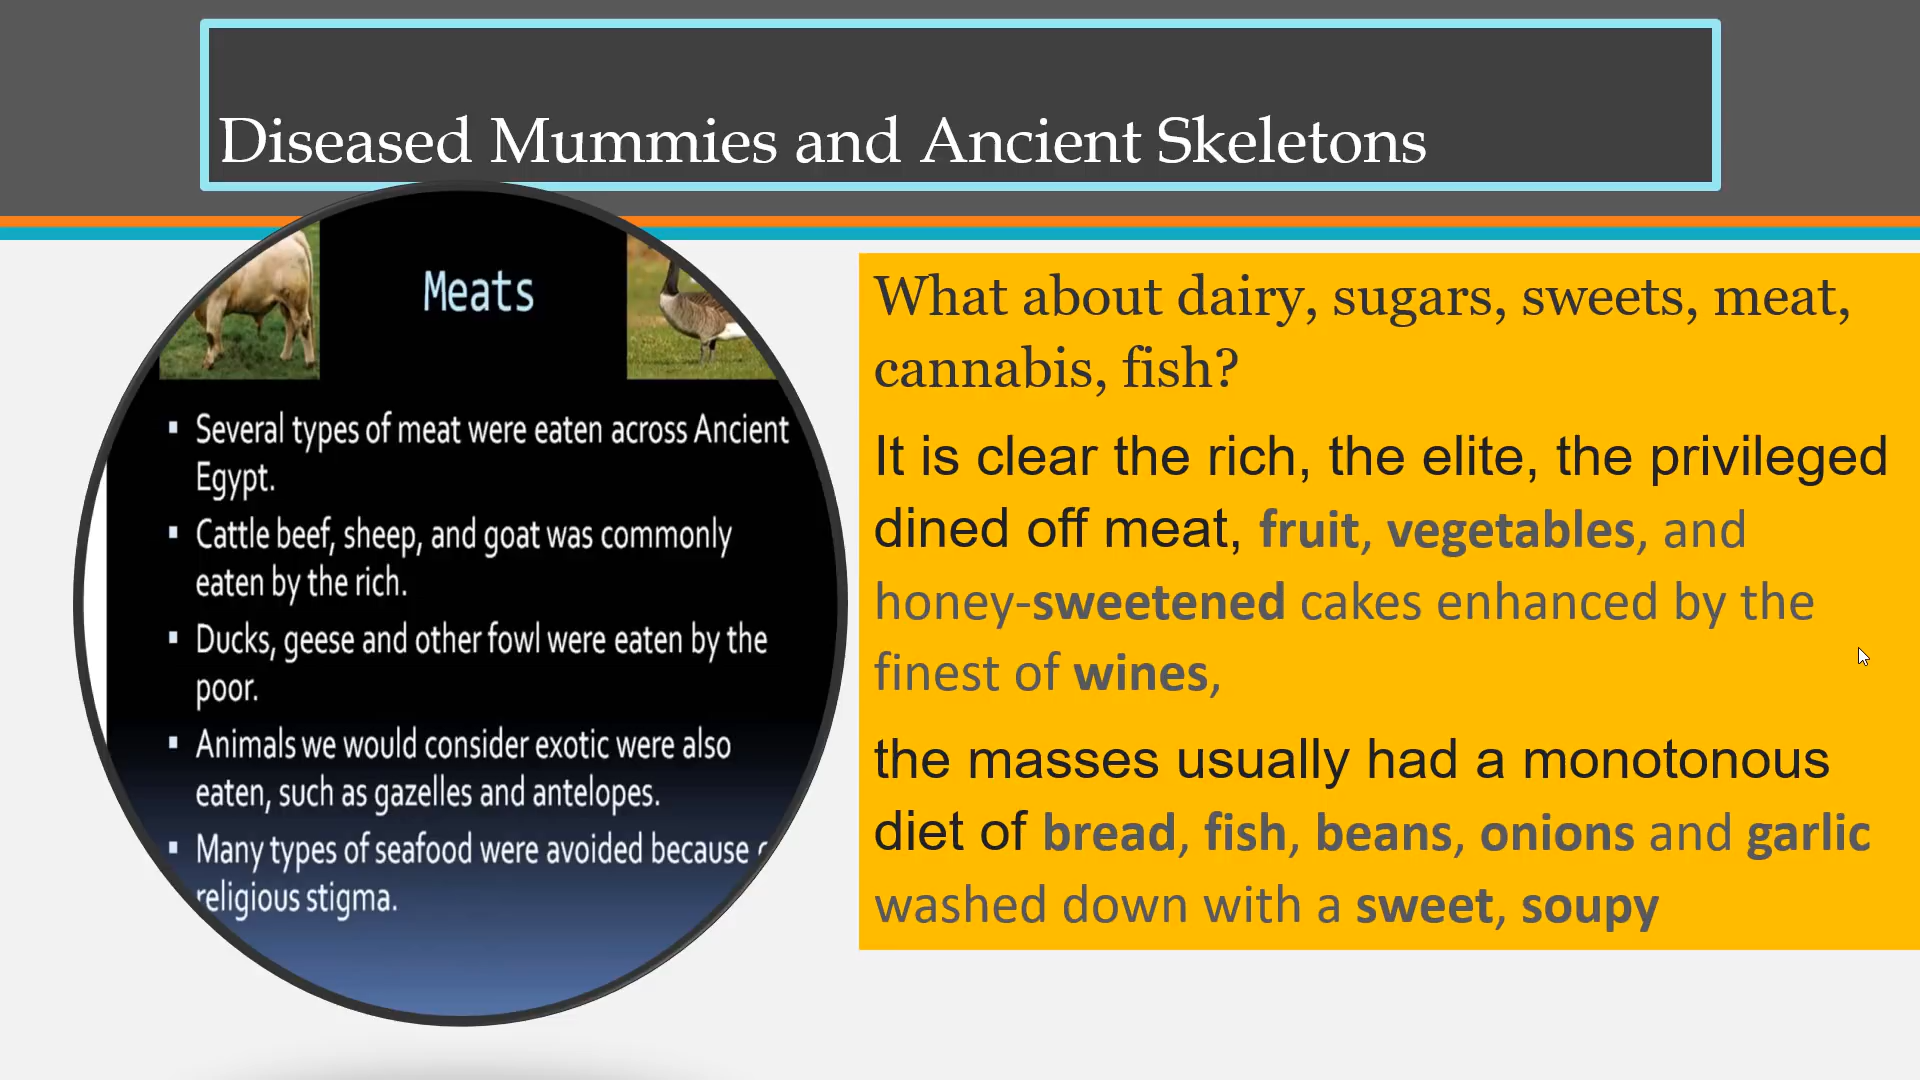 Diseased Mummies and Ancient Skeletons
Meats
▪ Several types of meat were eaten across Ancient
Egypt.
▪ Cattle beef, sheep, and goat was commonly
eaten by the rich.
▪ Ducks, geese and other fowl were eaten by the
poor.
▪ Animals we would consider exotic were also
eaten, such as gazelles and antelopes.
▪ Many types of seafood were avoided because
religious stigma.
What about dairy, sugars, sweets, meat,
cannabis, fish?
It is clear the rich, the elite, the privileged
dined off meat, fruit, vegetables, and
honey-sweetened cakes enhanced by the
finest of wines,
the masses usually had a monotonous
diet of bread, fish, beans, onions and garlic
washed down with a sweet, soupy